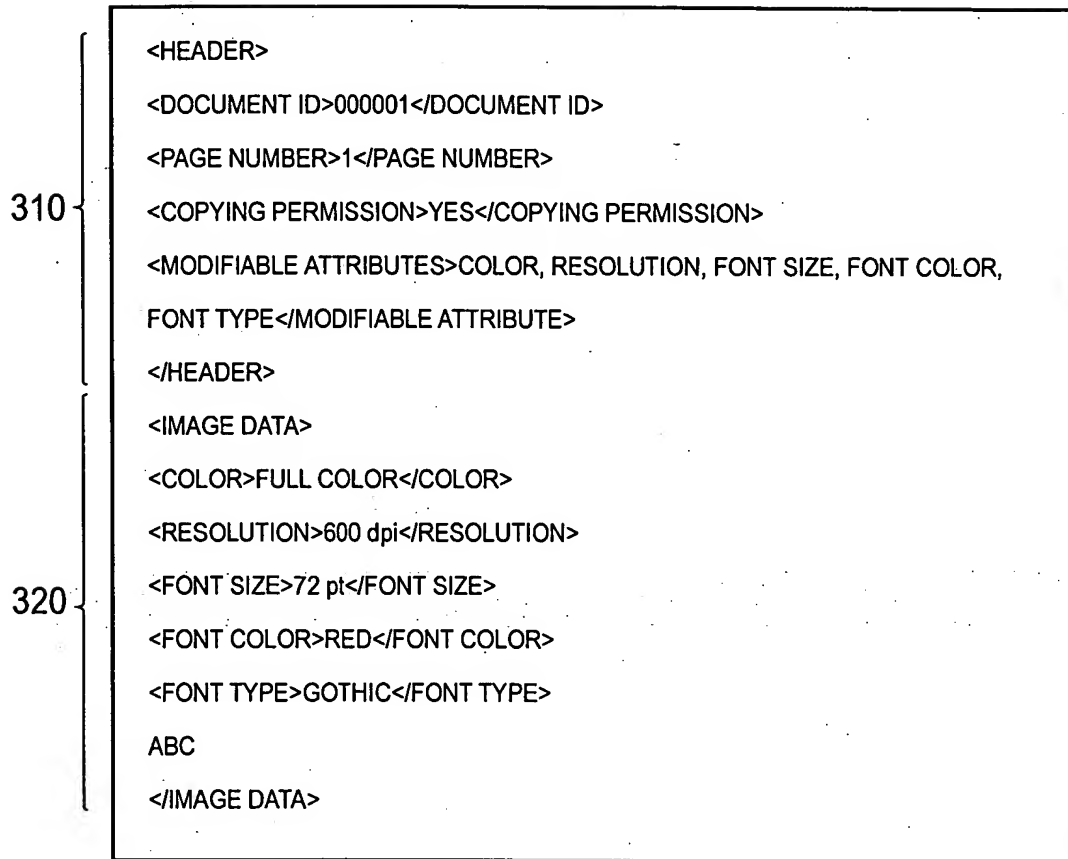 <HEADER>
<DOCUMENT ID>000001</DOCUMENT ID>
<PAGE NUMBER>1</PAGE NUMBER>
310
<COPYING PERMISSION>YES</COPYING PERMISSION>
<MODIFIABLE ATTRIBUTES>COLOR, RESOLUTION, FONT SIZE, FONT COLOR,
FONT TYPE</MODIFIABLE ATTRIBUTE>
</HEADER>
<IMAGE DATA>
<COLOR>FULL COLOR</COLOR>
<RESOLUTION>600 dpi</RESOLUTION>
<FONT SIZE>72 pt</FONT SIZE>
320
<FONT COLOR>RED</FONT COLOR>
<FONT TYPE>GOTHIC</FONT TYPE>
ABC
</IMAGE DATA>